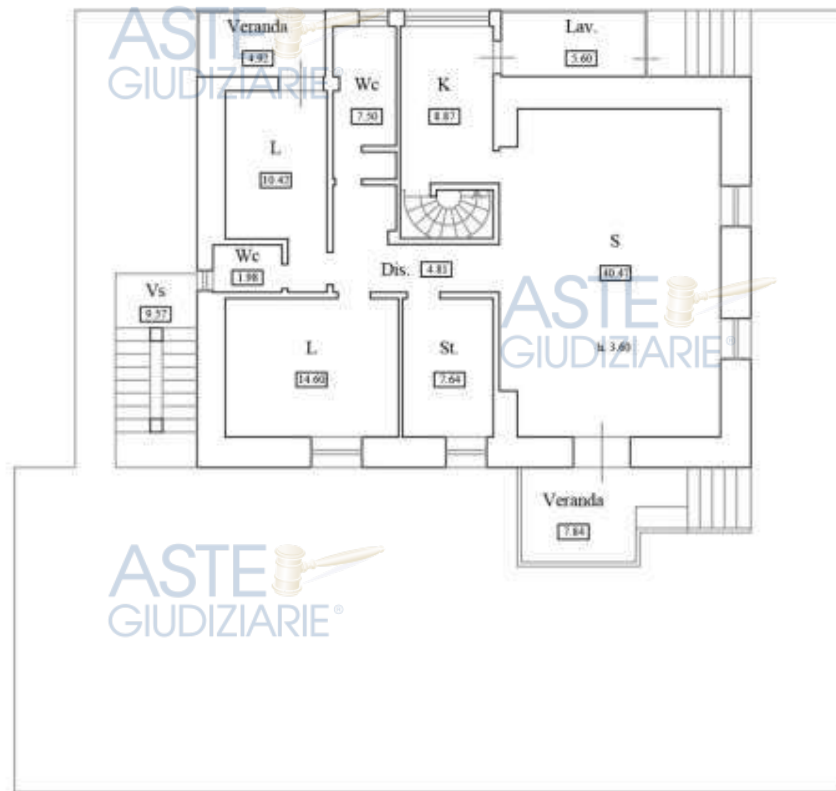 Veranda
4.92
Lav.
5.60
Wc
7.50
K
8.87
L
10.42
Wc
1.98
Dis. 4.81
S
40.47
h. 3.60
Vs
9.57
L
14.60
St.
7.64
Veranda
7.84
ASTE
GIUDIZIARIE®
ASTE
GIUDIZIARIE®
ASTE
GIUDIZIARIE®